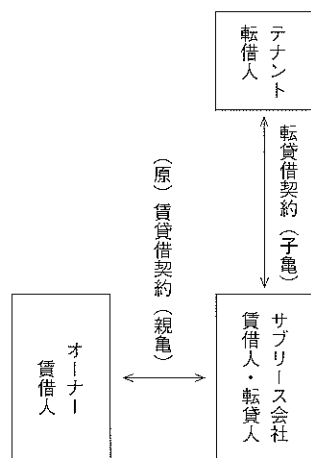 テナント
転借人
転貸借契約（子亀）
（原）賃貸借契約（親亀）
サブリース会社
賃借人・転貸人
オーナー
賃借人